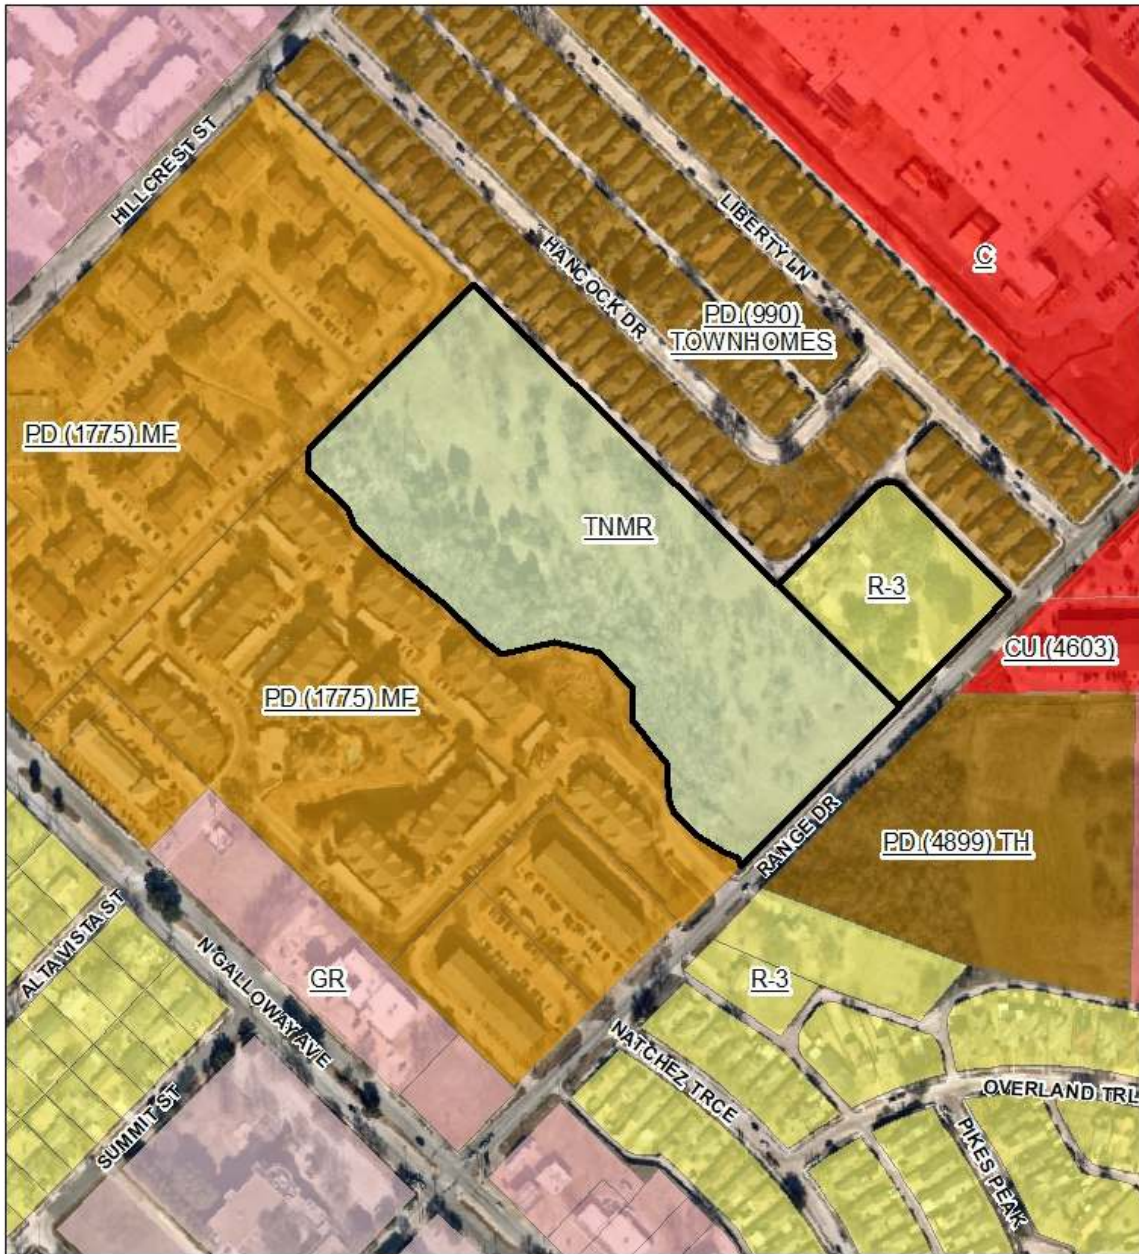 HILLCREST ST
LIBERTY LN
HANCOCK DR
C
PD (990)
TOWNHOMES
PD (1775) MF
TNMR
R-3
CU (4603)
PD (1775) MF
RANGE DR
PD (4899) TH
ALTA VISTA ST
N GALLOWAY AVE
GR
R-3
NATCHEZ TRCE
OVERLAND TRL
SUMMIT ST
PIKES PEAK